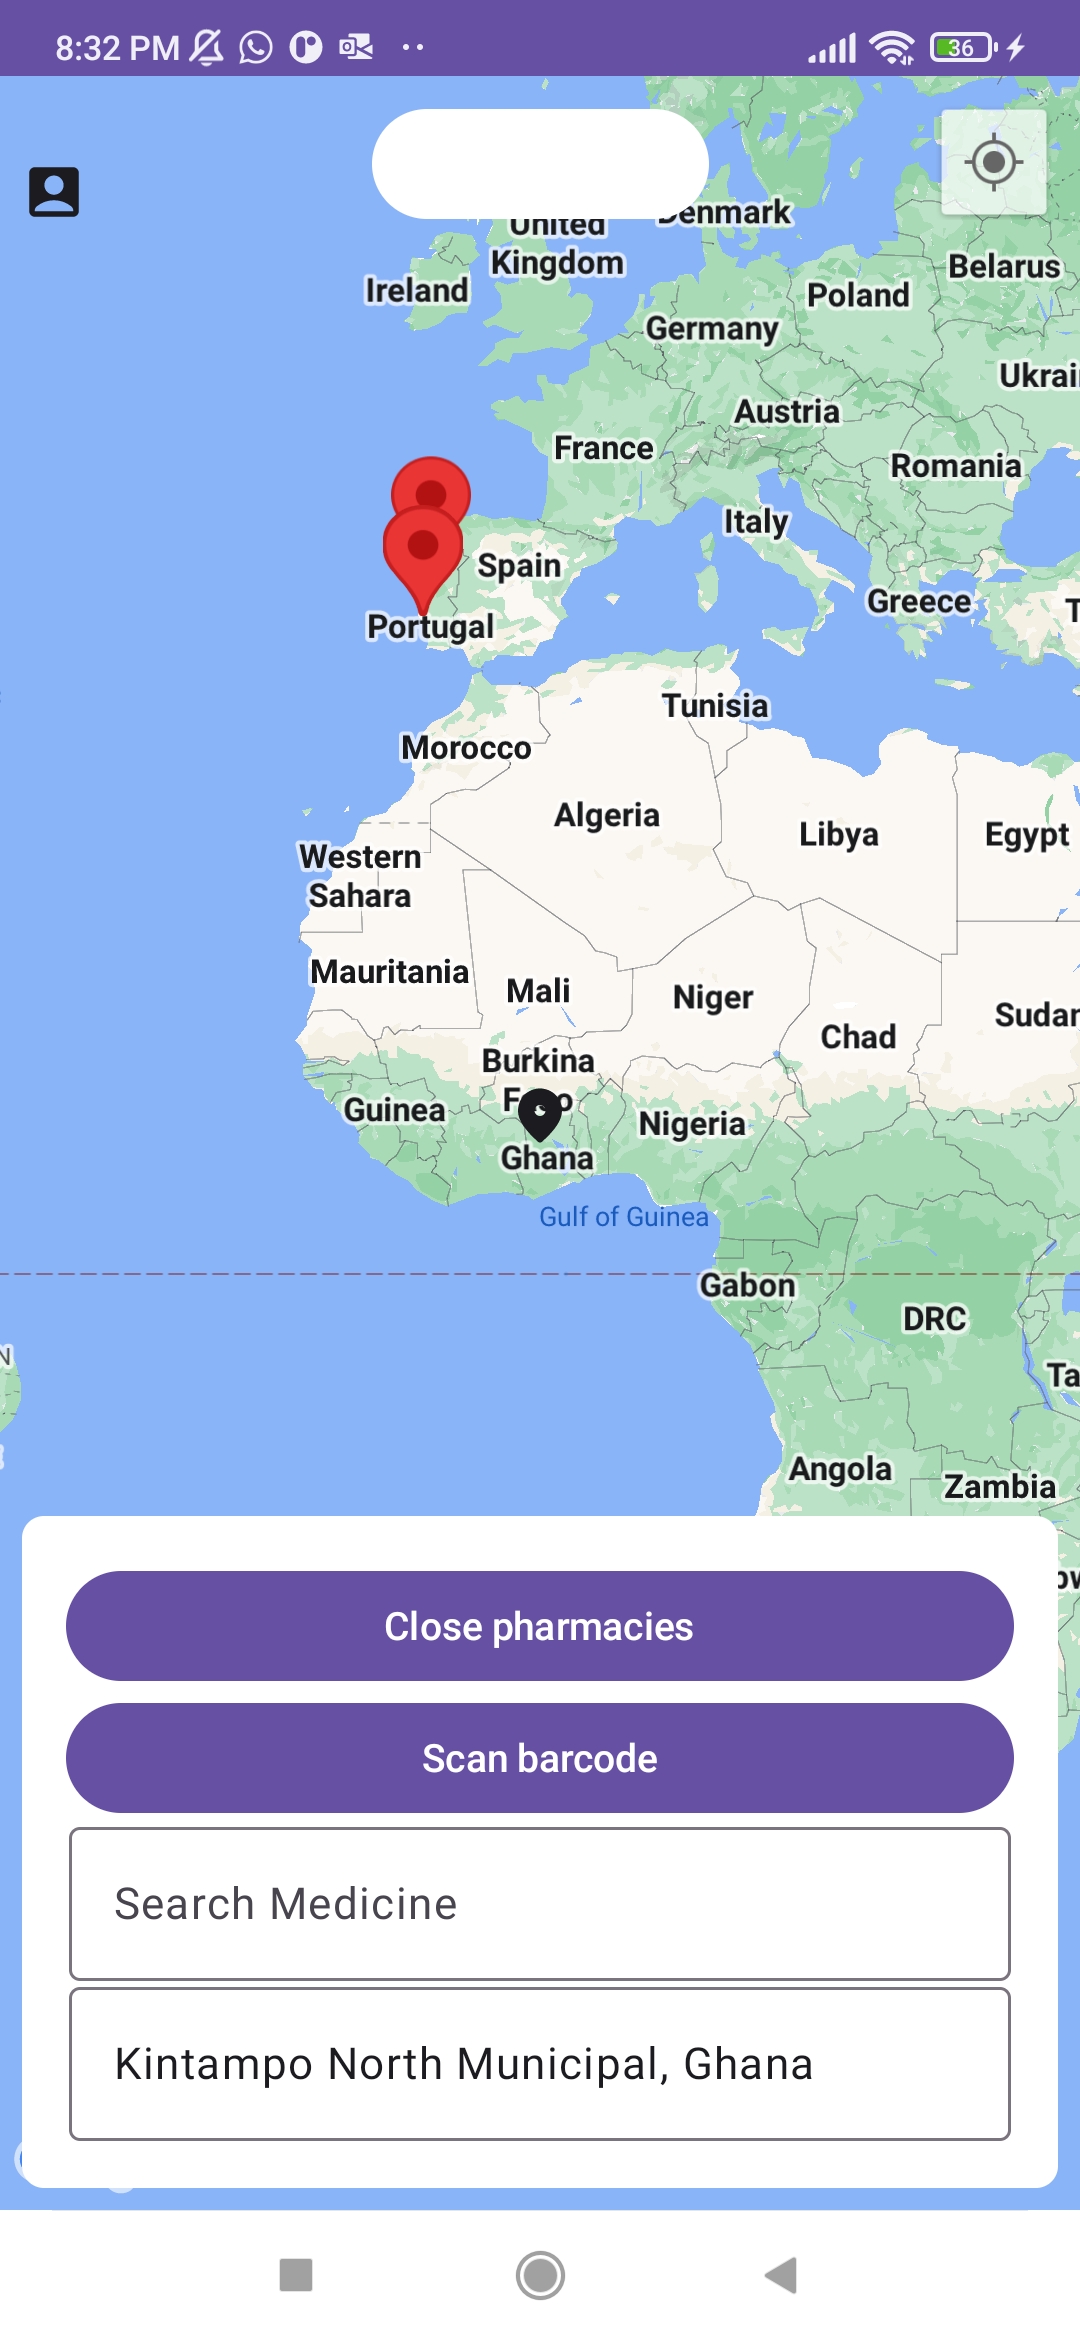 8:32 PM
36
United
Kingdom
Denmark
Ireland
Belarus
Poland
Germany
Ukrai
Austria
France
Romania
Italy
Spain
Greece
T
Portugal
Tunisia
Morocco
Algeria
Libya
Egypt
Western
Sahara
Mauritania
Mali
Niger
Sudan
Chad
Burkina
Guinea
Nigeria
Ghana
Gulf of Guinea
Gabon
DRC
N
Ta
Angola
Zambia
Close pharmacies
Scan barcode
Search Medicine
Kintampo North Municipal, Ghana